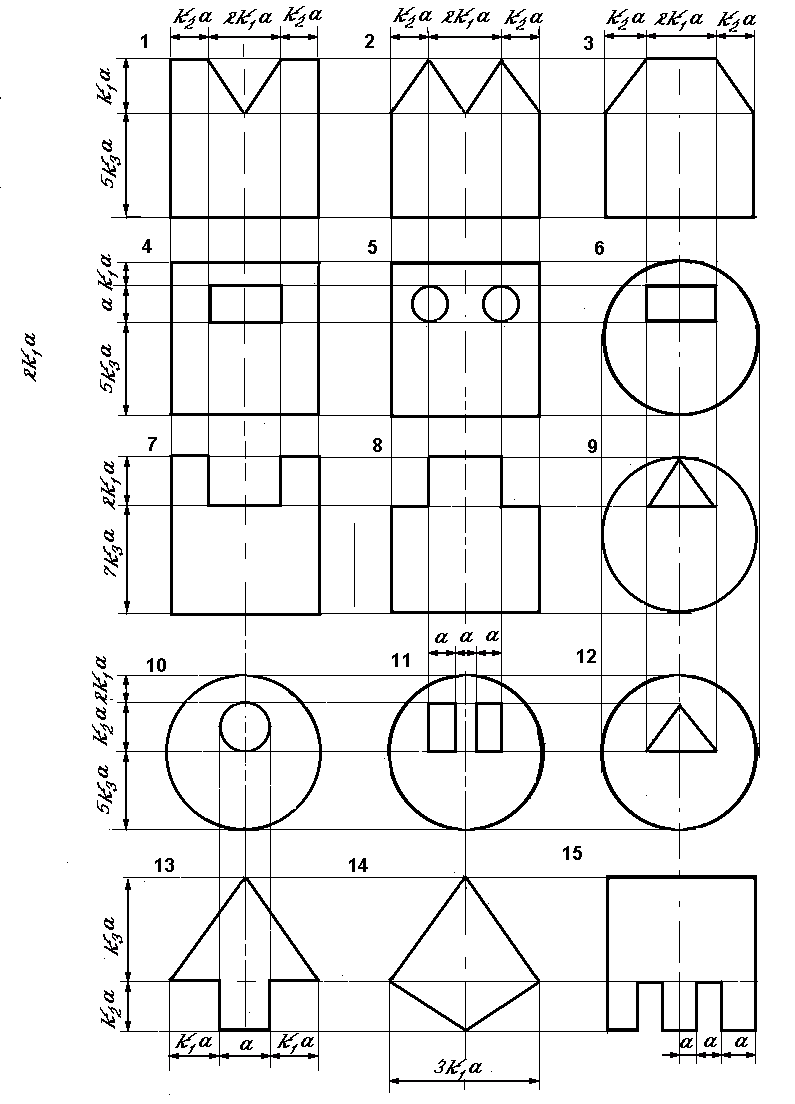 k₂a 2k₁a k₂a k₂a 2k₁a k₂a k₂a 2k₁a k₂a
1 2 3
k₁a
5k₃a
4 5 6
k₁a
a
5k₃a
2k₁a
7 8 9
2k₁a
7k₃a
a a a
10 11 12
2k₁a
k₂a
5k₃a
13 14 15
k₃a
k₂a
k₁a a k₁a a a a
3k₁a